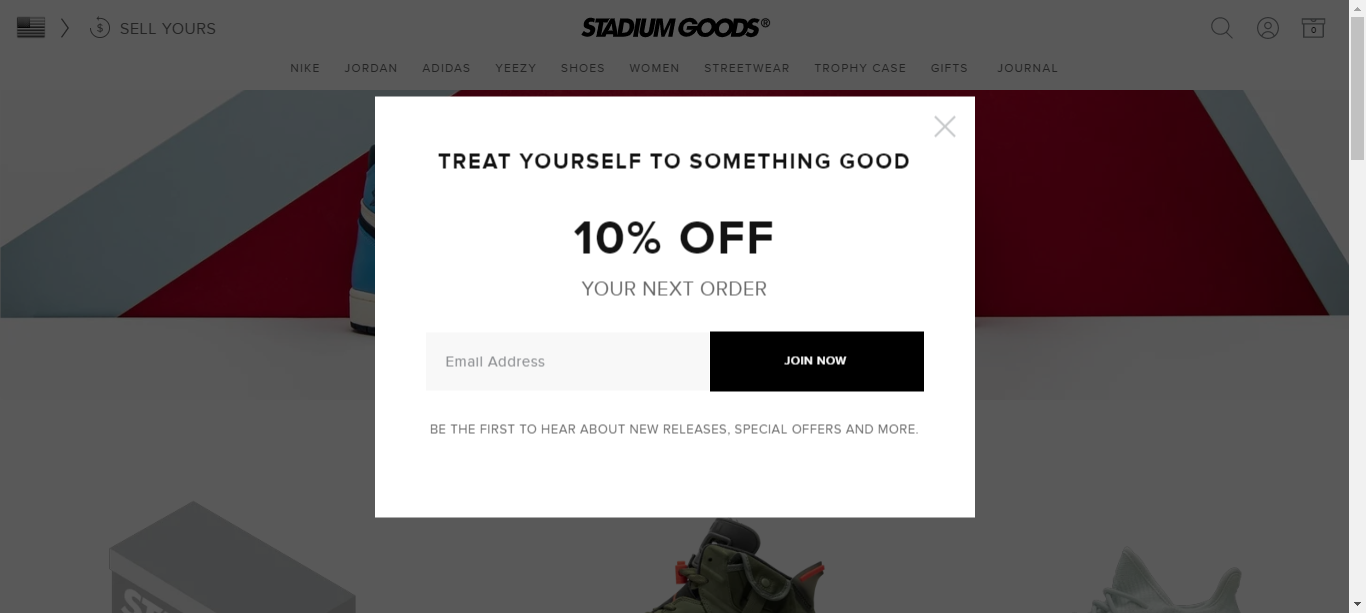 $ SELL YOURS
STADIUM GOODS®
0
NIKE JORDAN ADIDAS YEEZY SHOES WOMEN STREETWEAR TROPHY CASE GIFTS JOURNAL
TREAT YOURSELF TO SOMETHING GOOD
10% OFF
YOUR NEXT ORDER
Email Address
JOIN NOW
BE THE FIRST TO HEAR ABOUT NEW RELEASES, SPECIAL OFFERS AND MORE.